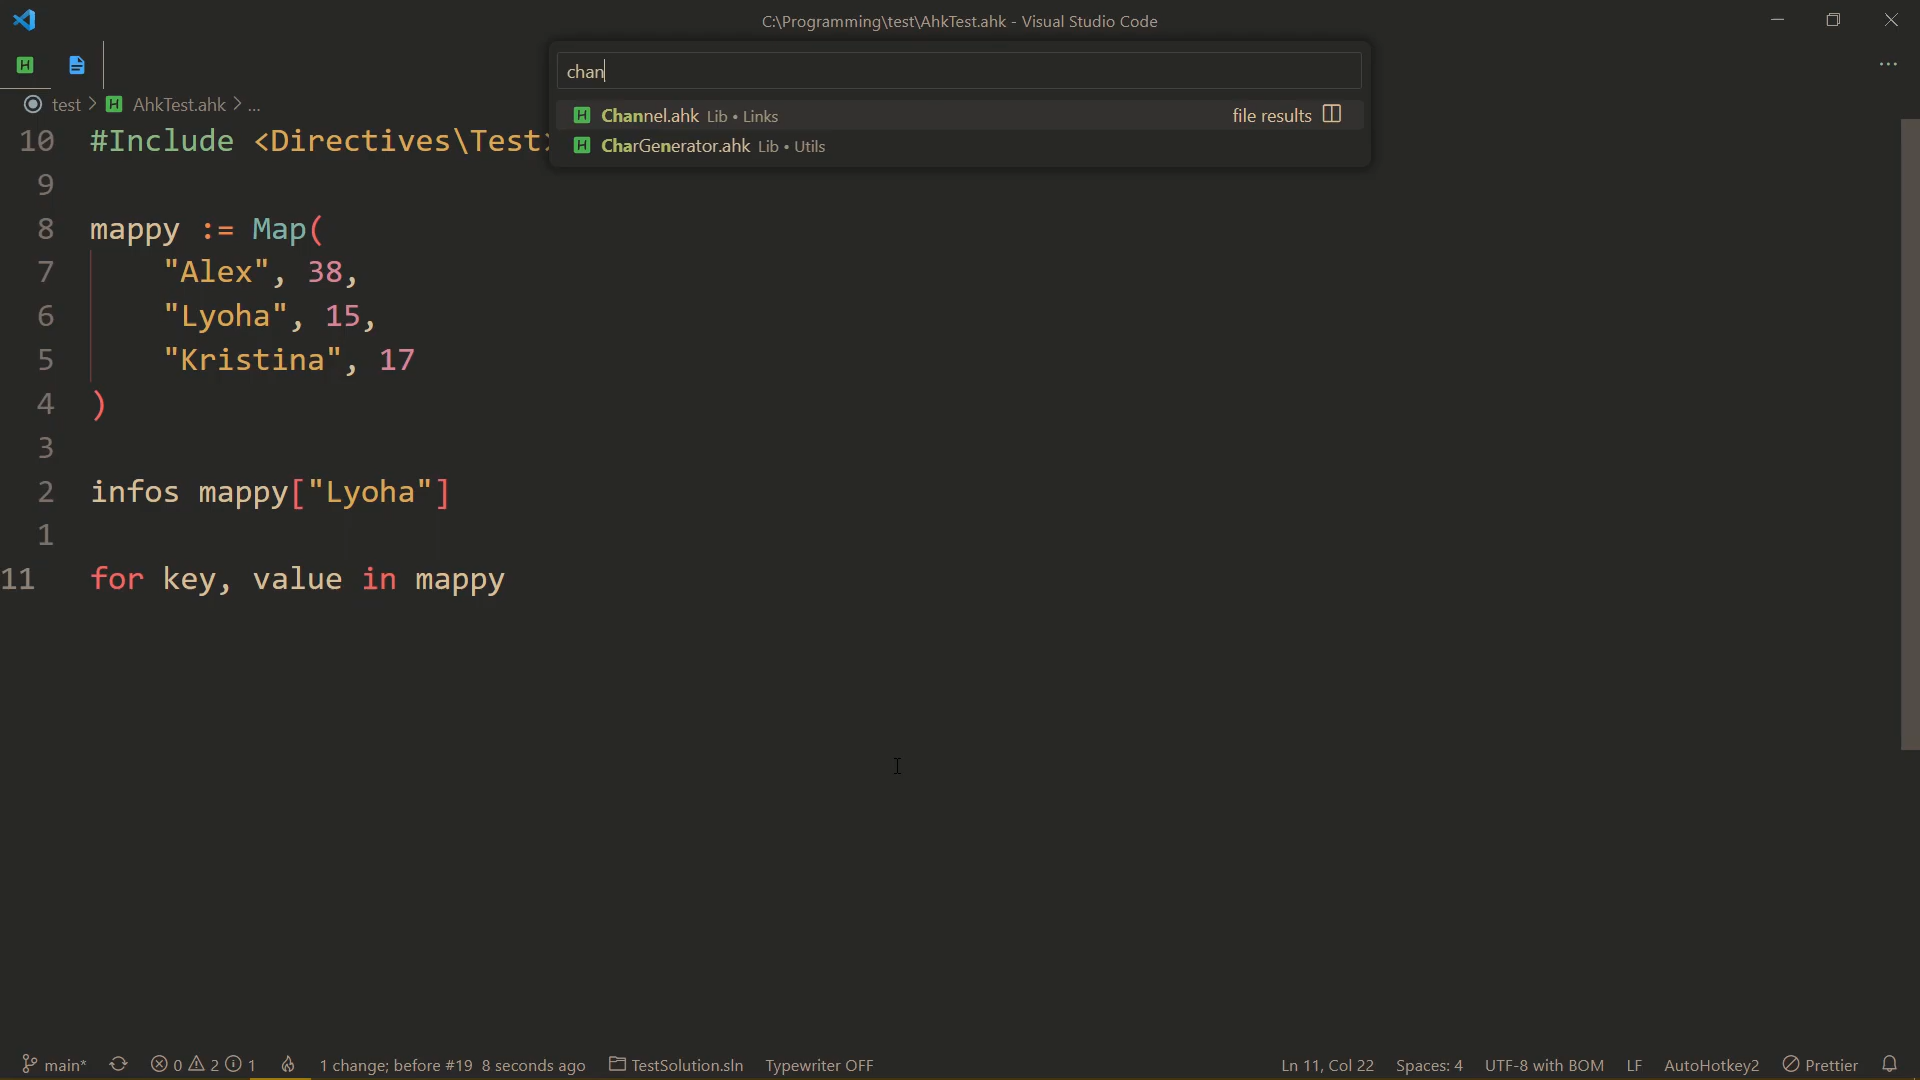 C:\Programming\test\AhkTest.ahk - Visual Studio Code
chan
test > AhkTest.ahk > ...
Channel.ahk Lib • Links file results
CharGenerator.ahk Lib • Utils
10 #Include <Directives\Test>
9
8 mappy := Map(
7 "Alex", 38,
6 "Lyoha", 15,
5 "Kristina", 17
4 )
3
2 infos mappy["Lyoha"]
1
11 for key, value in mappy
main* 0 2 1 1 change; before #19 8 seconds ago TestSolution.sln Typewriter OFF Ln 11, Col 22 Spaces: 4 UTF-8 with BOM LF AutoHotkey2 Prettier